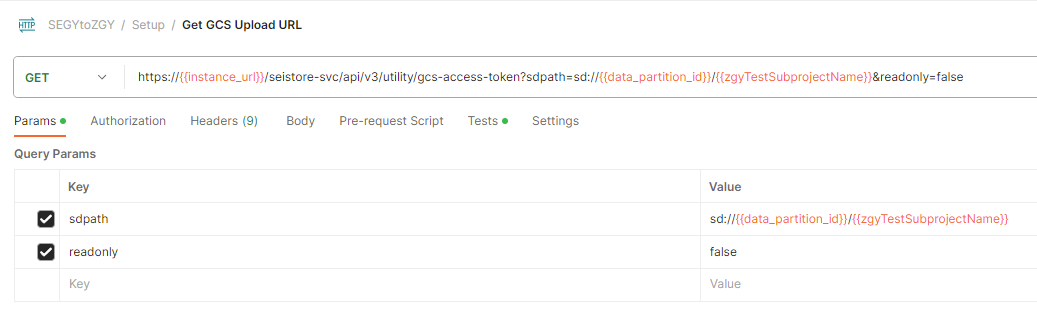 HTTP SEGYtoZGY / Setup / Get GCS Upload URL
GET https://{{instance_url}}/seistore-svc/api/v3/utility/gcs-access-token?sdpath=sd://{{data_partition_id}}/{{zgyTestSubprojectName}}&readonly=false
Params Authorization Headers (9) Body Pre-request Script Tests Settings
Query Params
Key Value
sdpath sd://{{data_partition_id}}/{{zgyTestSubprojectName}}
readonly false
Key Value